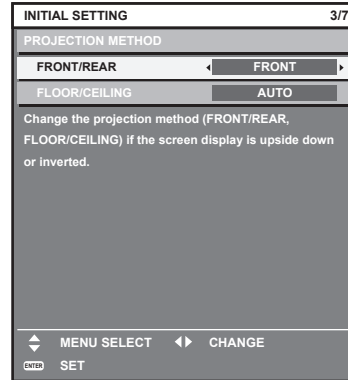 INITIAL SETTING 3/7
PROJECTION METHOD
FRONT/REAR FRONT
FLOOR/CEILING AUTO
Change the projection method (FRONT/REAR,
FLOOR/CEILING) if the screen display is upside down
or inverted.
MENU SELECT CHANGE
ENTER SET